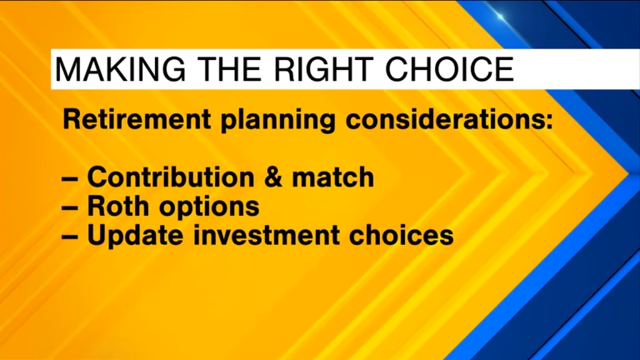 MAKING THE RIGHT CHOICE
Retirement planning considerations:
– Contribution & match
– Roth options
– Update investment choices